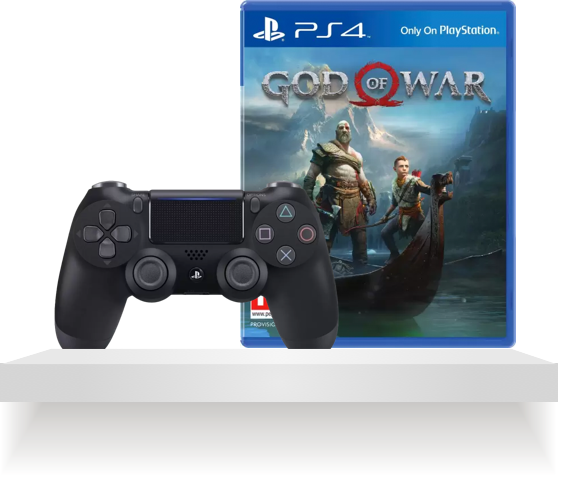 PS4
Only On PlayStation.
GOD OF WAR
www.pe
PROVISIO